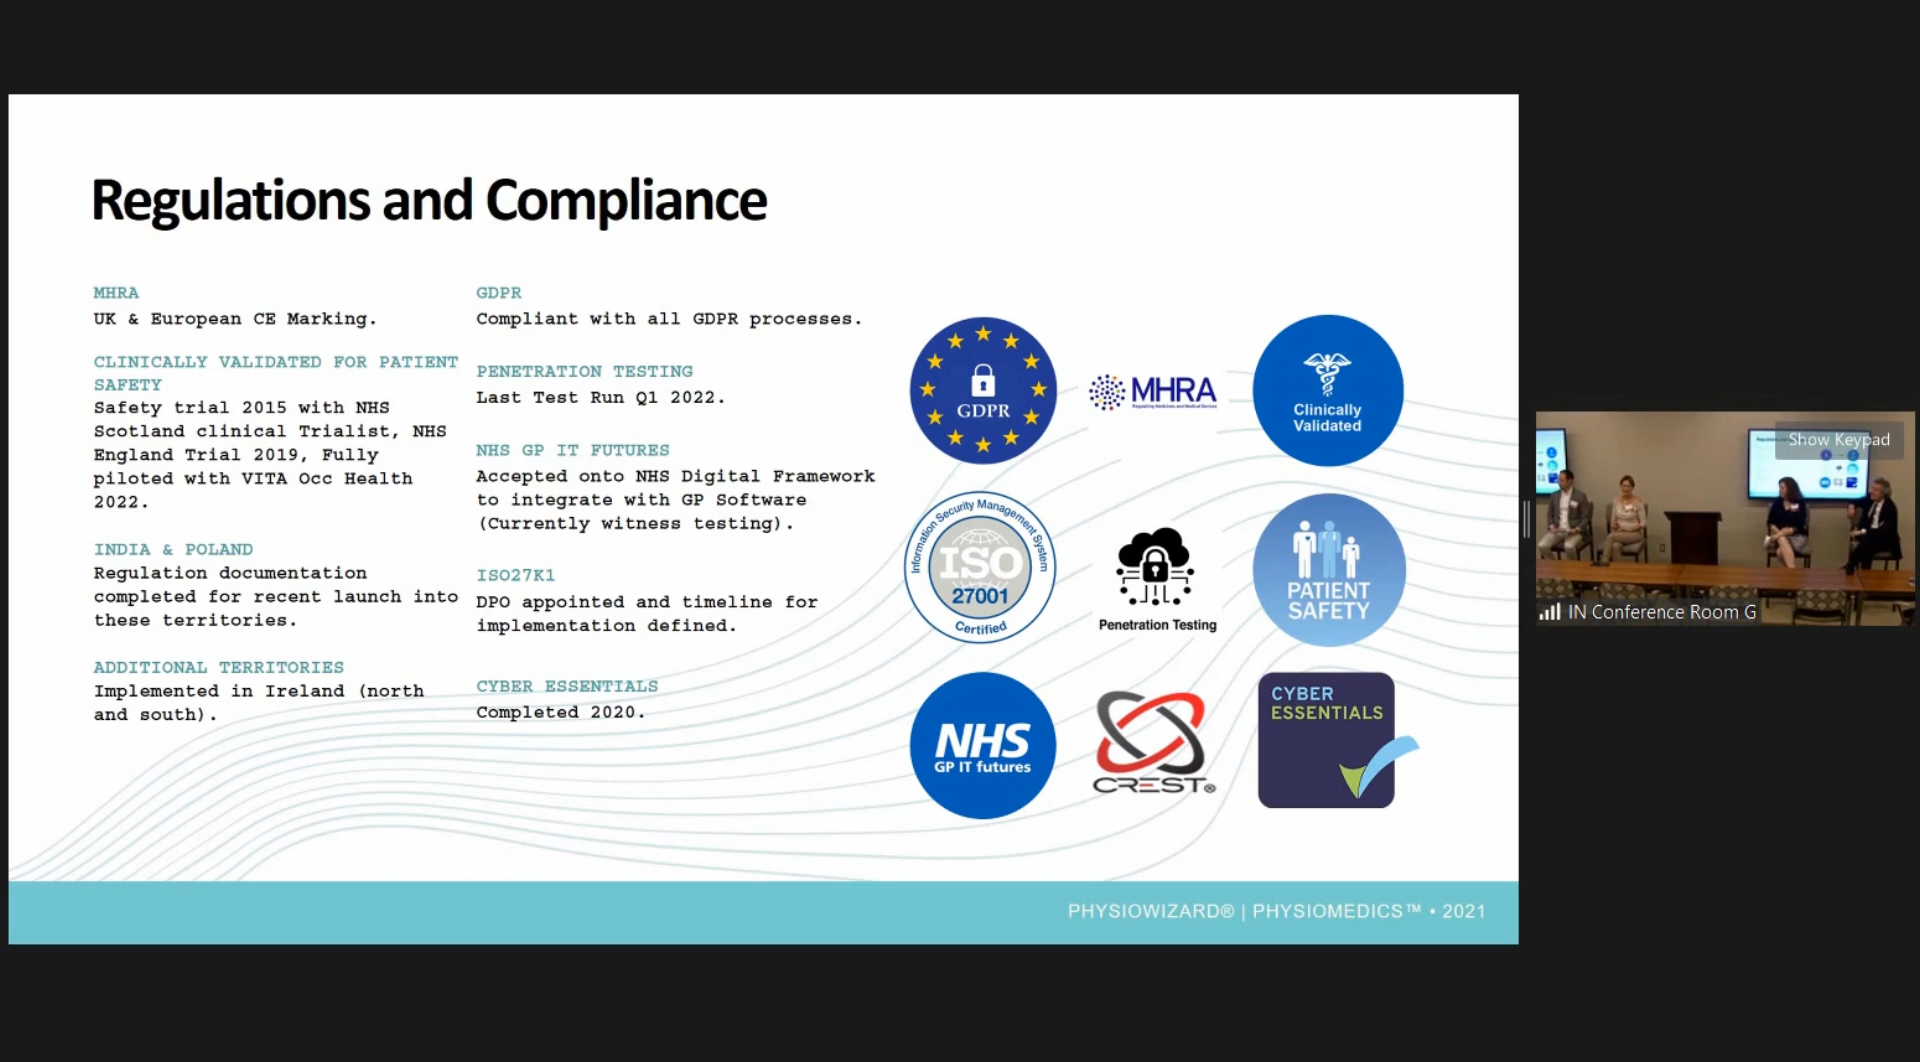 Regulations and Compliance
MHRA
UK & European CE Marking.
CLINICALLY VALIDATED FOR PATIENT
SAFETY
Safety trial 2015 with NHS
Scotland clinical Trialist, NHS
England Trial 2019, Fully
piloted with VITA Occ Health
2022.
INDIA & POLAND
Regulation documentation
completed for recent launch into
these territories.
ADDITIONAL TERRITORIES
Implemented in Ireland (north
and south).
GDPR
Compliant with all GDPR processes.
PENETRATION TESTING
Last Test Run Q1 2022.
NHS GP IT FUTURES
Accepted onto NHS Digital Framework
to integrate with GP Software
(Currently witness testing).
ISO27K1
DPO appointed and timeline for
implementation defined.
CYBER ESSENTIALS
Completed 2020.
GDPR
MHRA
Regulating Medicines and Medical Devices
Clinically
Validated
Information Security Management System
ISO
27001
Certified
Penetration Testing
PATIENT
SAFETY
NHS
GP IT futures
CREST®
CYBER
ESSENTIALS
PHYSIOWIZARD® | PHYSIOMEDICS™ • 2021
Show Keypad
IN Conference Room G